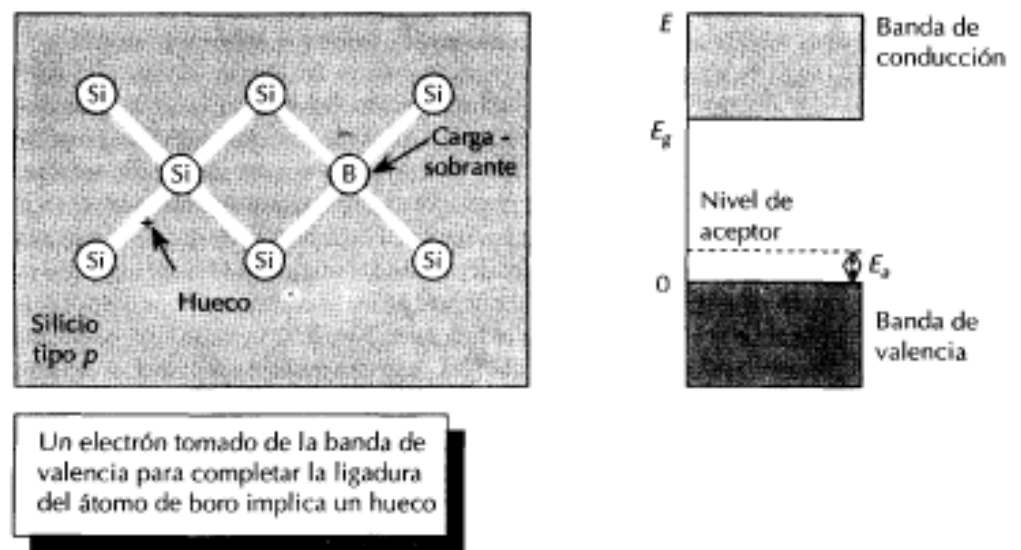 Si
Si
Si
Carga -
sobrante
Si
B
Si
Si
Si
Hueco
Silicio
tipo p
Un electrón tomado de la banda de
valencia para completar la ligadura
del átomo de boro implica un hueco
E
Banda de
conducción
E_g
Nivel de
aceptor
E_a
0
Banda de
valencia